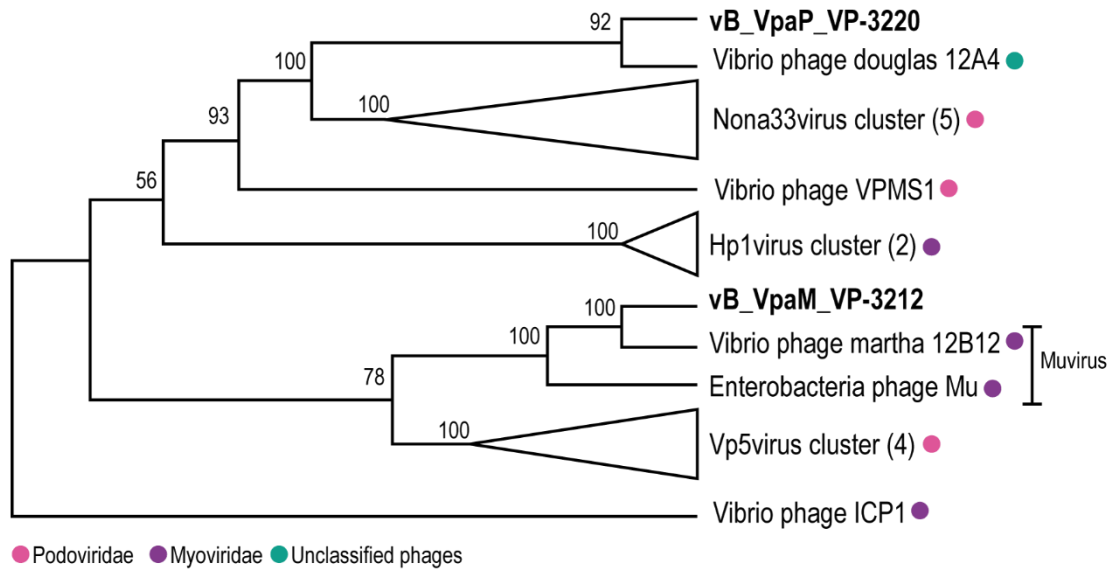 92
vB_VpaP_VP-3220
Vibrio phage douglas 12A4
100
100
Nona33virus cluster (5)
93
Vibrio phage VPMS1
56
100
Hp1virus cluster (2)
vB_VpaM_VP-3212
100
Vibrio phage martha 12B12
100
Muvirus
Enterobacteria phage Mu
78
100
Vp5virus cluster (4)
Vibrio phage ICP1
Podoviridae Myoviridae Unclassified phages